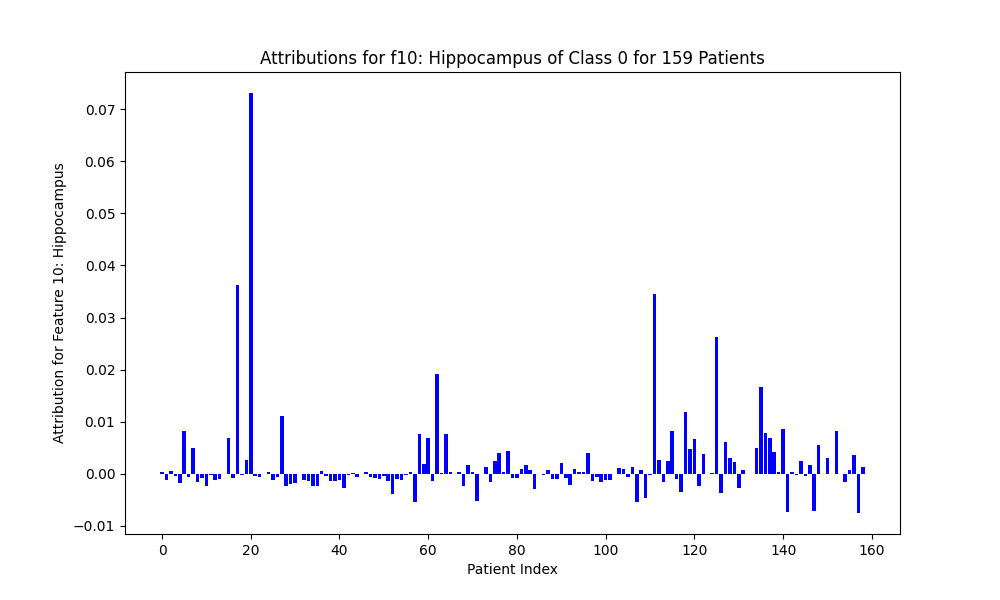 Attributions for f10: Hippocampus of Class 0 for 159 Patients
Attribution for Feature 10: Hippocampus
0.07
0.06
0.05
0.04
0.03
0.02
0.01
0.00
−0.01
0 20 40 60 80 100 120 140 160
Patient Index